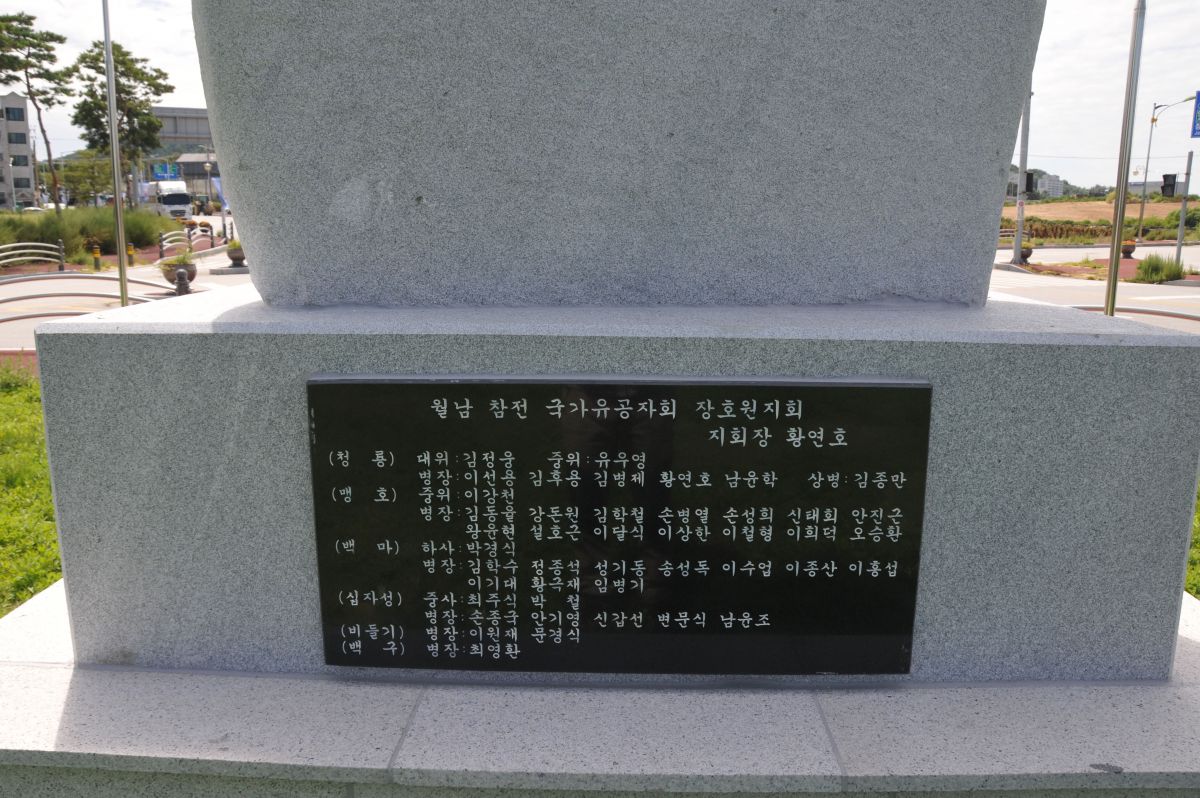 월남 참전 국가유공자회 장호원지회
지회장 황연호
(청 룡) 대위:김정웅 중위:유우영
병장:이선용 김후용 김병제 황연호 남윤학 상병:김종만
(맹 호) 중위:이강천
병장:김동율 강돈원 김학철 손병열 손성희 신태희 안진근
왕윤현 설호근 이달식 이상한 이철형 이희덕 오승환
(백 마) 하사:박경식
병장:김학수 정종석 성기동 송성독 이수업 이종산 이홍섭
이기대 황극재 임병기
(십자성) 중사:최주식 박 철
병장:손종국 안기영 신갑선 변문식 남윤조
(비둘기) 병장:이원재 문경식
(백 구) 병장:최영환